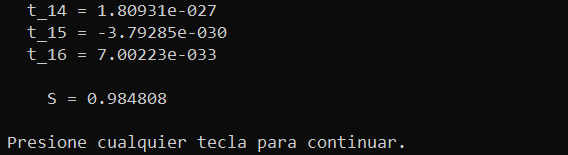 t_14 = 1.80931e-027
t_15 = -3.79285e-030
t_16 = 7.00223e-033
S = 0.984808
Presione cualquier tecla para continuar.